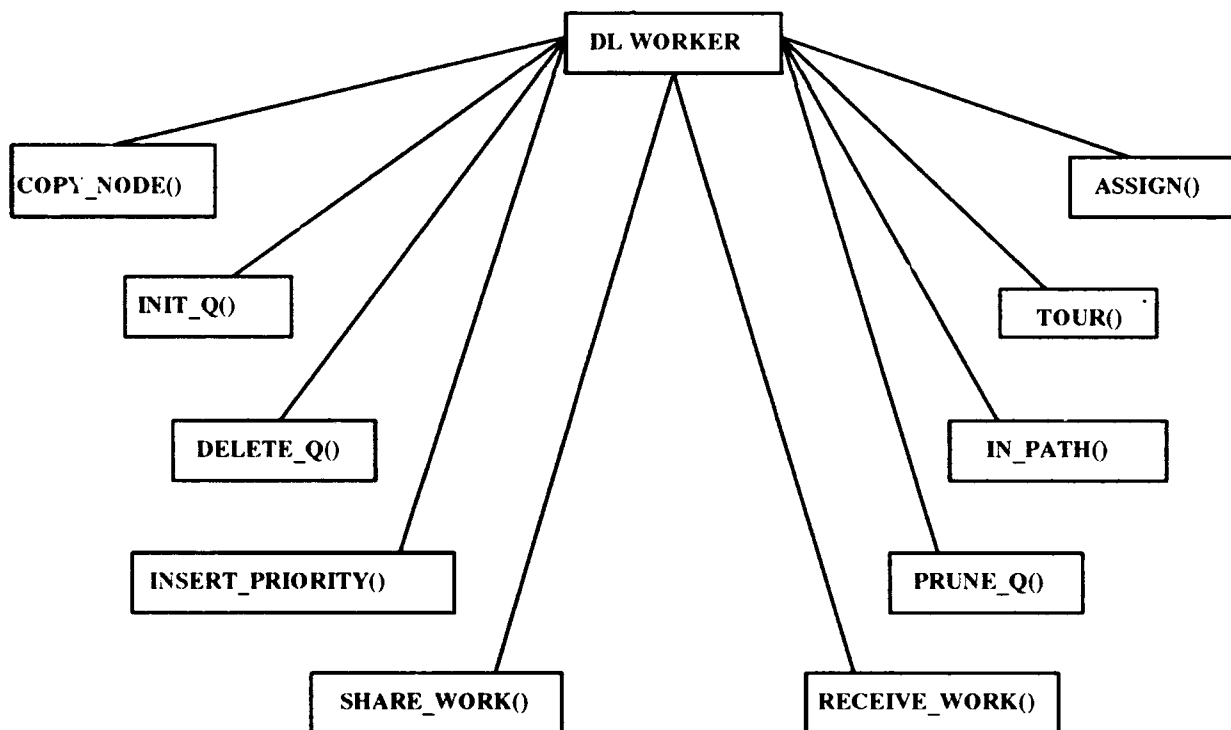 DL WORKER
COPY_NODE()
ASSIGN()
INIT_Q()
TOUR()
DELETE_Q()
IN_PATH()
INSERT_PRIORITY()
PRUNE_Q()
SHARE_WORK()
RECEIVE_WORK()